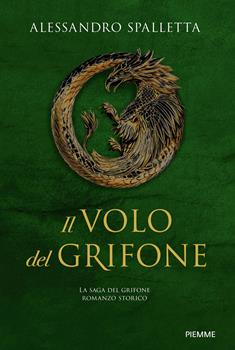 ALESSANDRO SPALLETTA
Il VOLO
del GRIFONE
LA SAGA DEL GRIFONE
ROMANZO STORICO
PIEMME